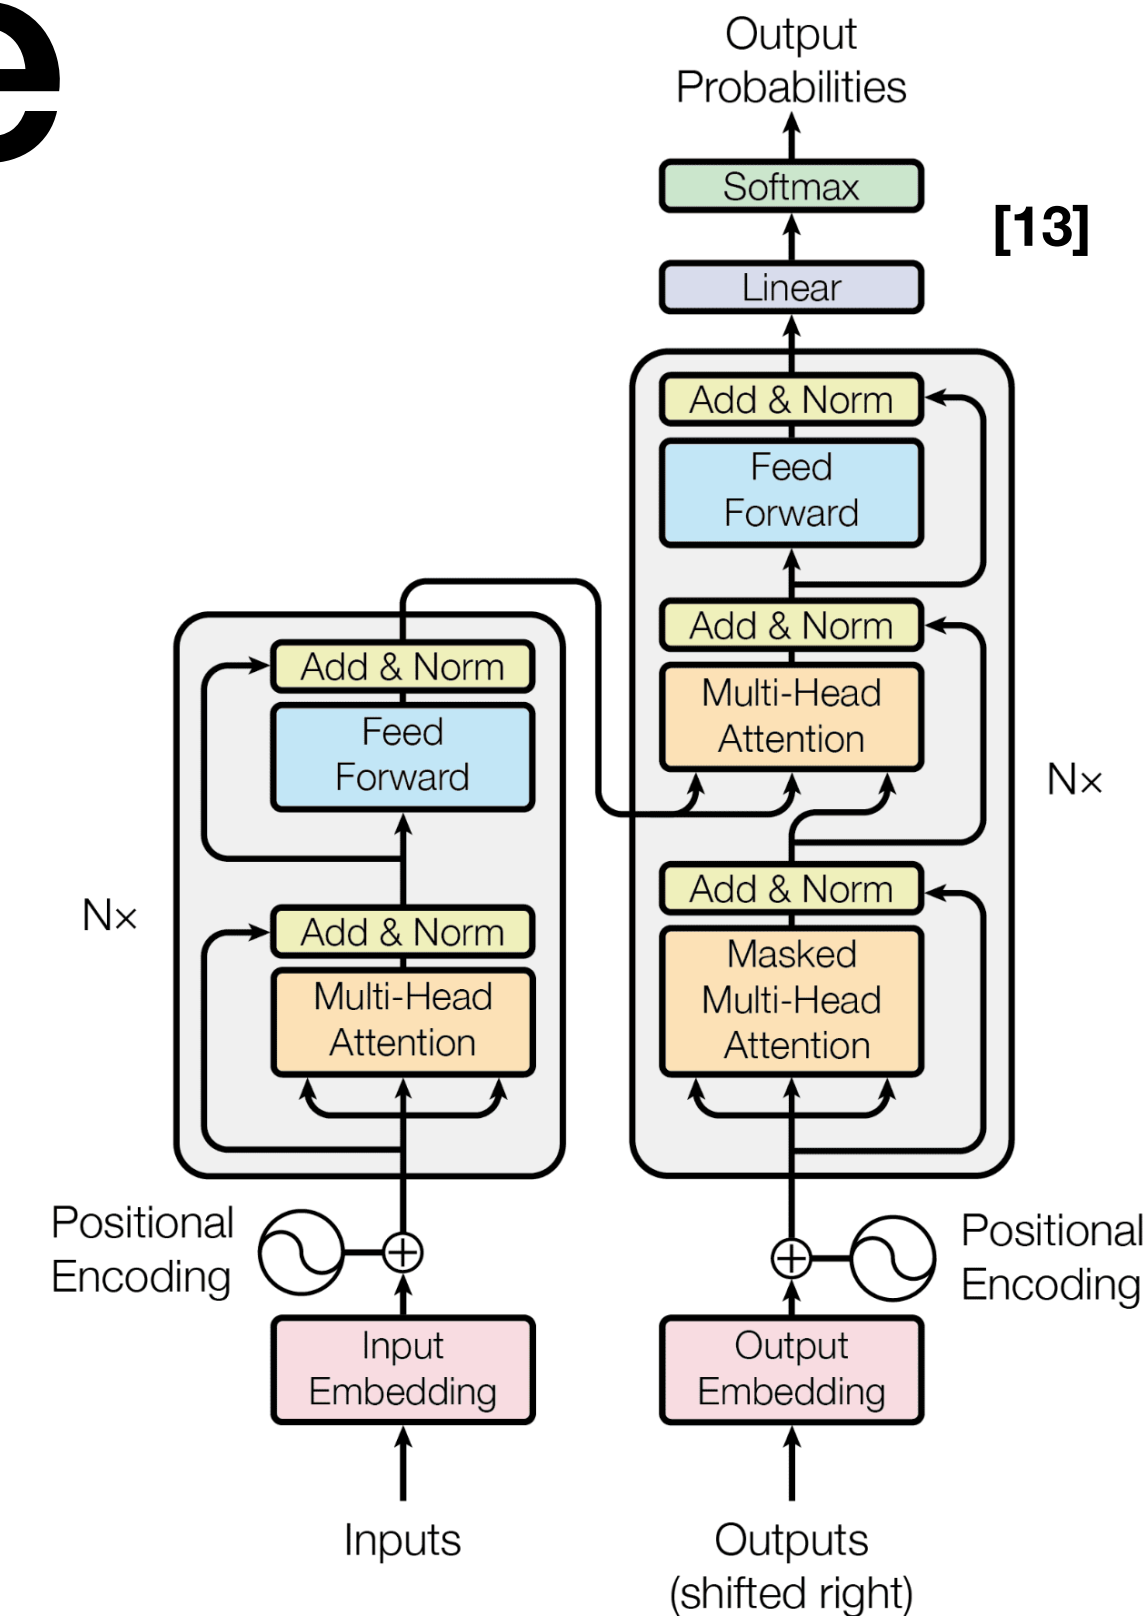 e
Output
Probabilities
Softmax
[13]
Linear
Add & Norm
Feed
Forward
Add & Norm
Multi-Head
Attention
Nx
Add & Norm
Masked
Multi-Head
Attention
Add & Norm
Feed
Forward
Nx
Add & Norm
Multi-Head
Attention
Positional
Encoding
Positional
Encoding
Input
Embedding
Output
Embedding
Inputs
Outputs
(shifted right)